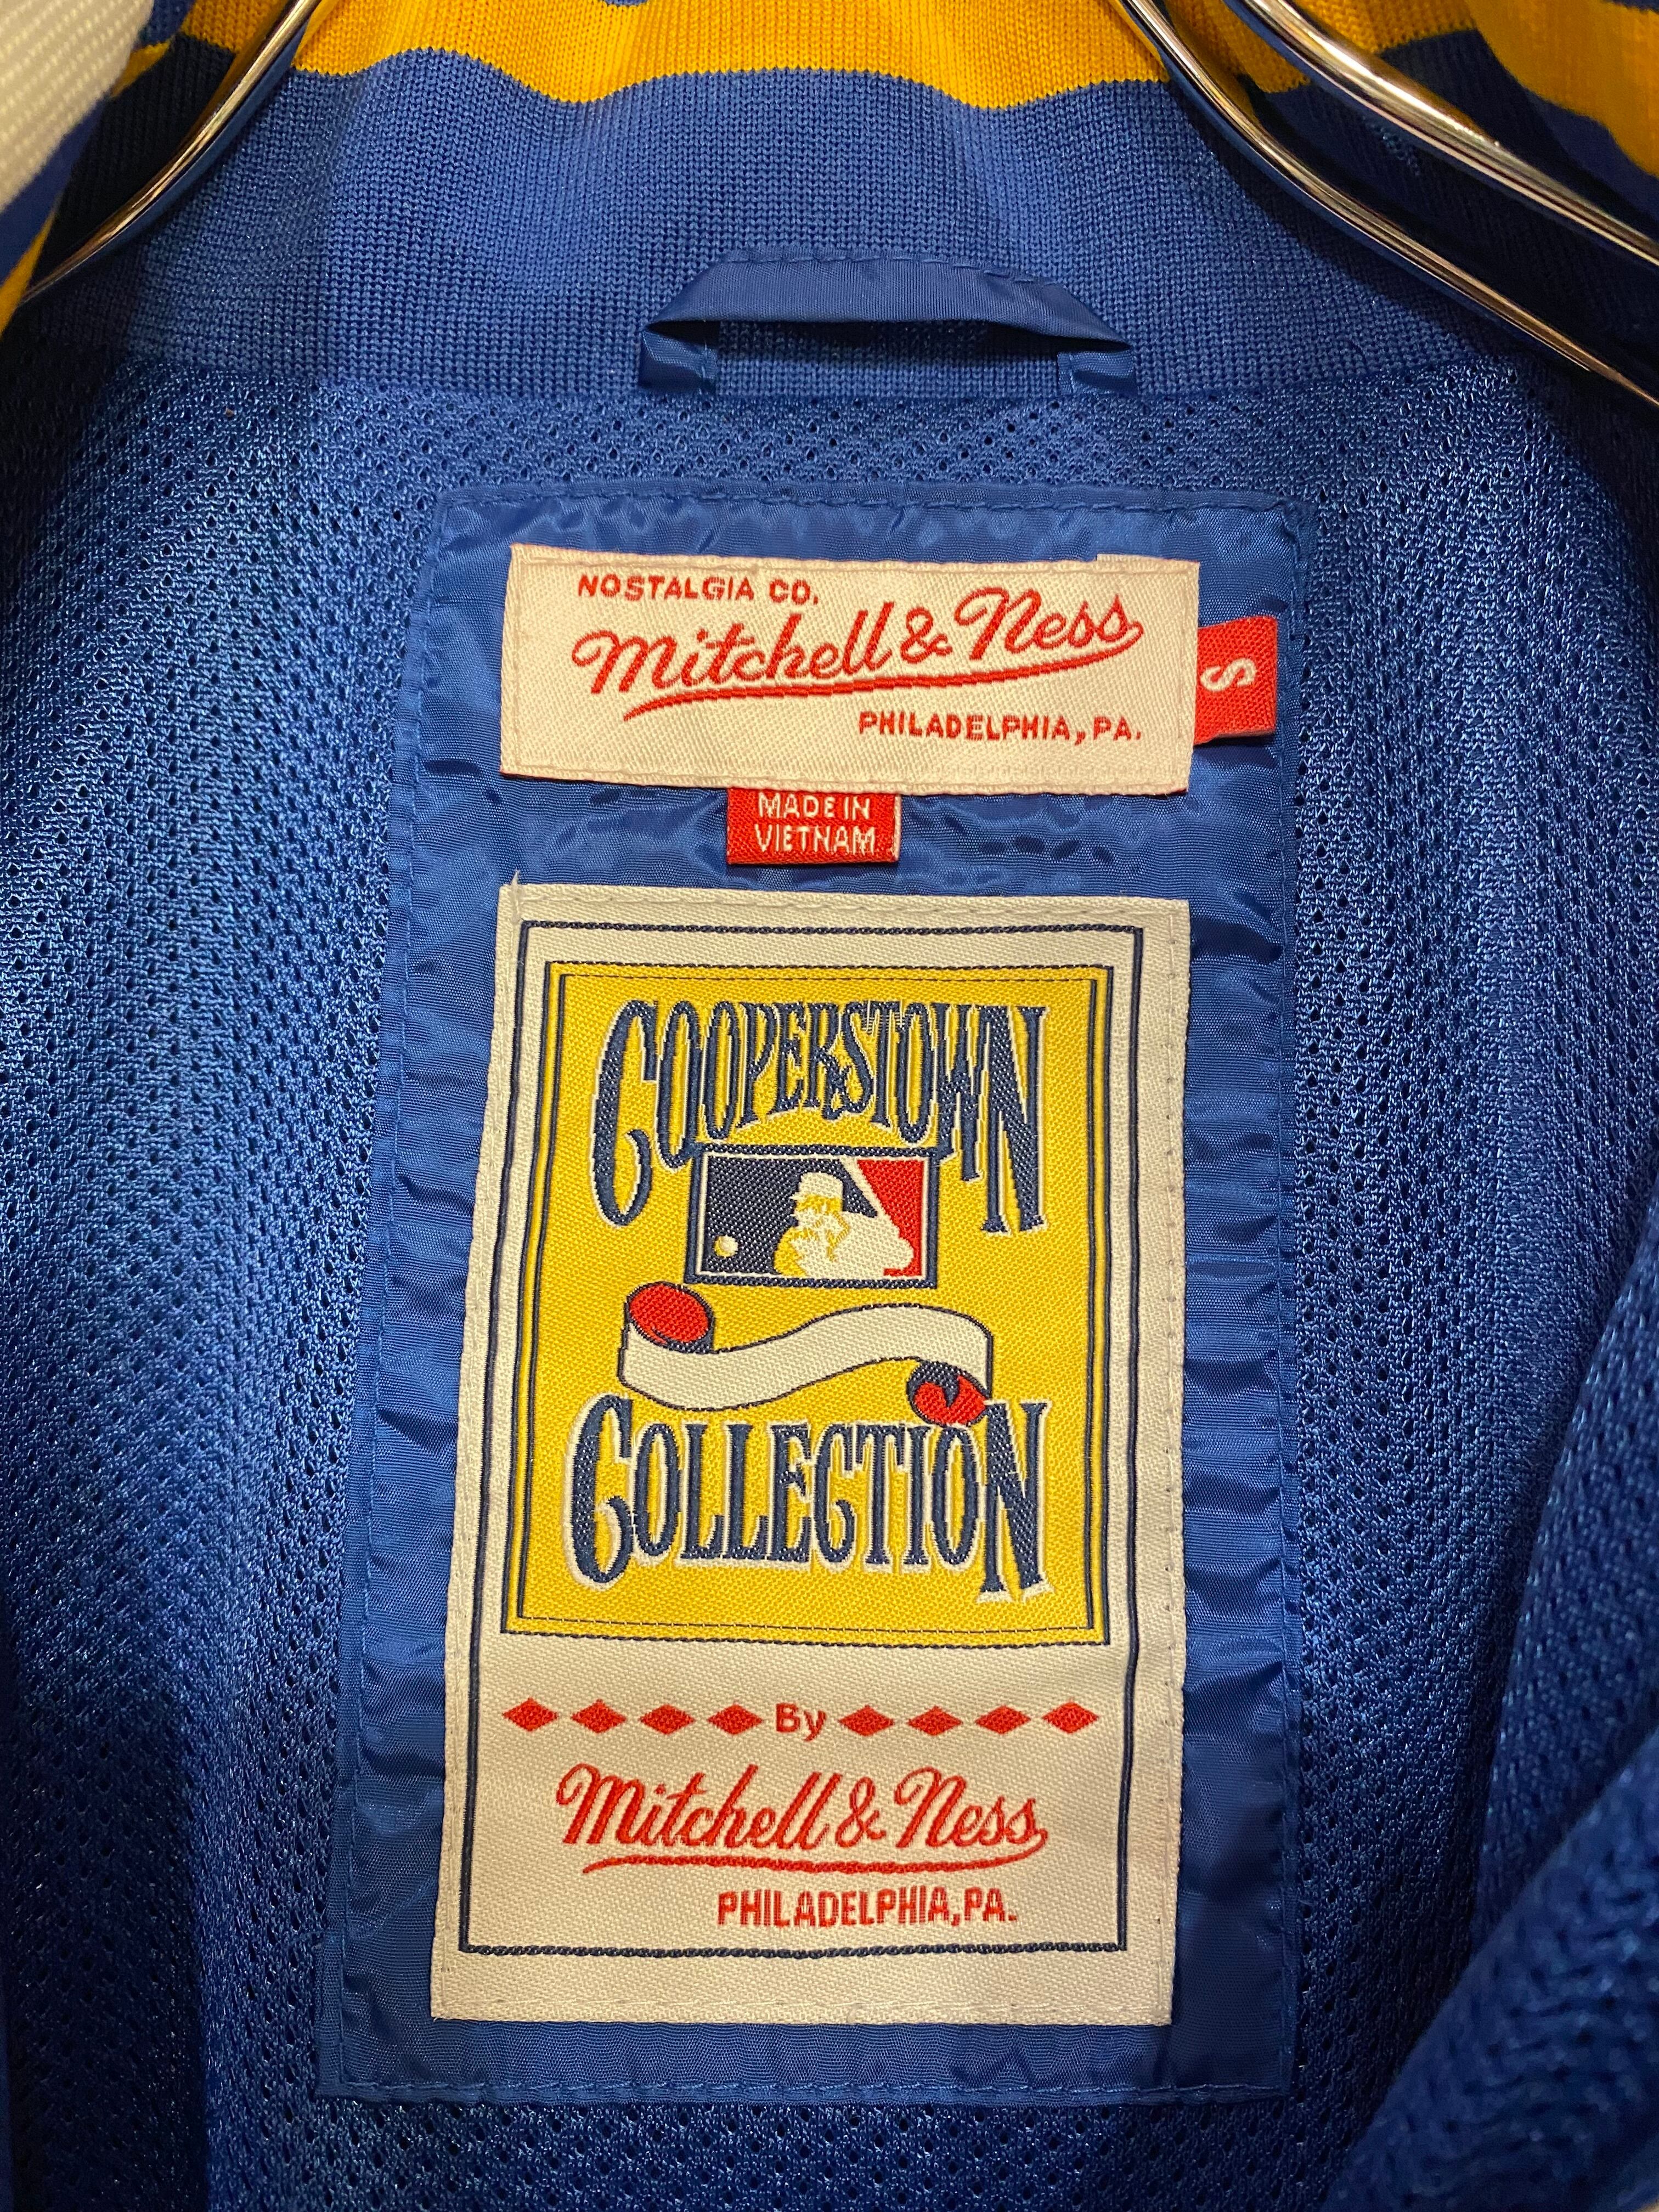 NOSTALGIA CO.
Mitchell & Ness
S
PHILADELPHIA, PA.
MADE IN
VIETNAM
COOPERSTOWN
COLLECTION
By
Mitchell & Ness
PHILADELPHIA, PA.